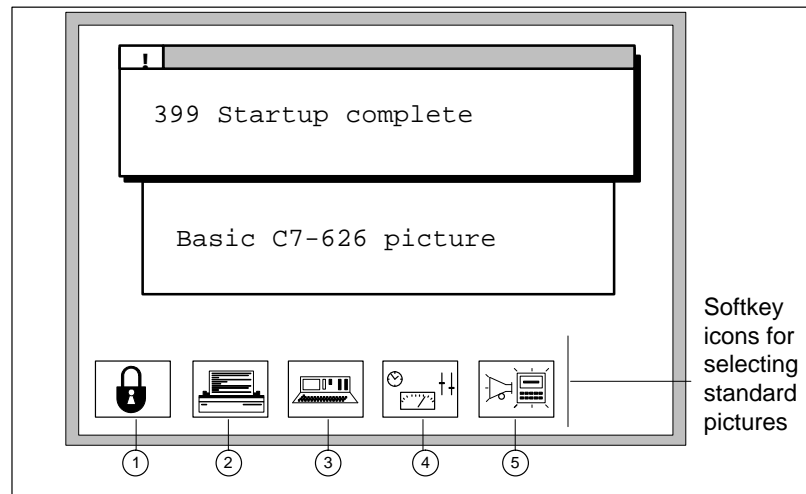 !
399 Startup complete
Basic C7-626 picture
Softkey
icons for
selecting
standard
pictures
1
2
3
4
5